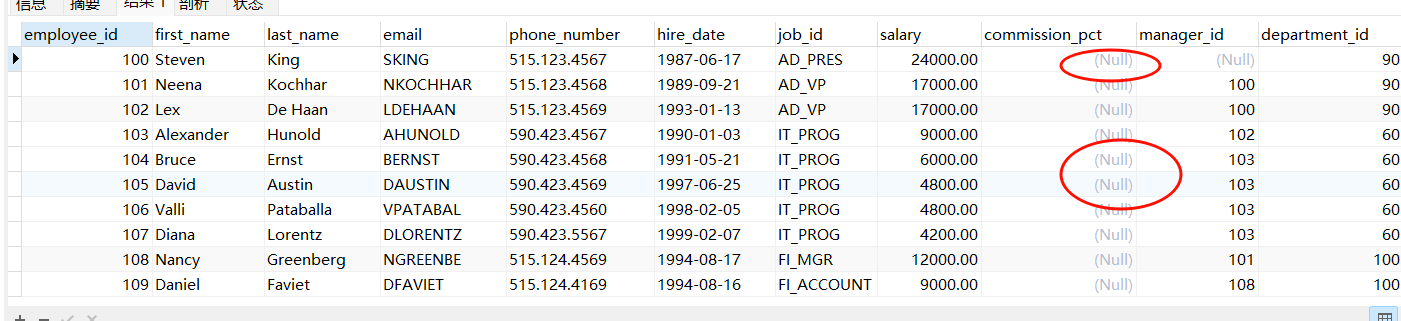 信息 摘要 结果 1 剖析 状态
employee_id first_name last_name email phone_number hire_date job_id salary commission_pct manager_id department_id
100 Steven King SKING 515.123.4567 1987-06-17 AD_PRES 24000.00 (Null) (Null) 90
101 Neena Kochhar NKOCHHAR 515.123.4568 1989-09-21 AD_VP 17000.00 (Null) 100 90
102 Lex De Haan LDEHAAN 515.123.4569 1993-01-13 AD_VP 17000.00 (Null) 100 90
103 Alexander Hunold AHUNOLD 590.423.4567 1990-01-03 IT_PROG 9000.00 (Null) 102 60
104 Bruce Ernst BERNST 590.423.4568 1991-05-21 IT_PROG 6000.00 (Null) 103 60
105 David Austin DAUSTIN 590.423.4569 1997-06-25 IT_PROG 4800.00 (Null) 103 60
106 Valli Pataballa VPATABAL 590.423.4560 1998-02-05 IT_PROG 4800.00 (Null) 103 60
107 Diana Lorentz DLORENTZ 590.423.5567 1999-02-07 IT_PROG 4200.00 (Null) 103 60
108 Nancy Greenberg NGREENBE 515.124.4569 1994-08-17 FI_MGR 12000.00 (Null) 101 100
109 Daniel Faviet DFAVIET 515.124.4169 1994-08-16 FI_ACCOUNT 9000.00 (Null) 108 100